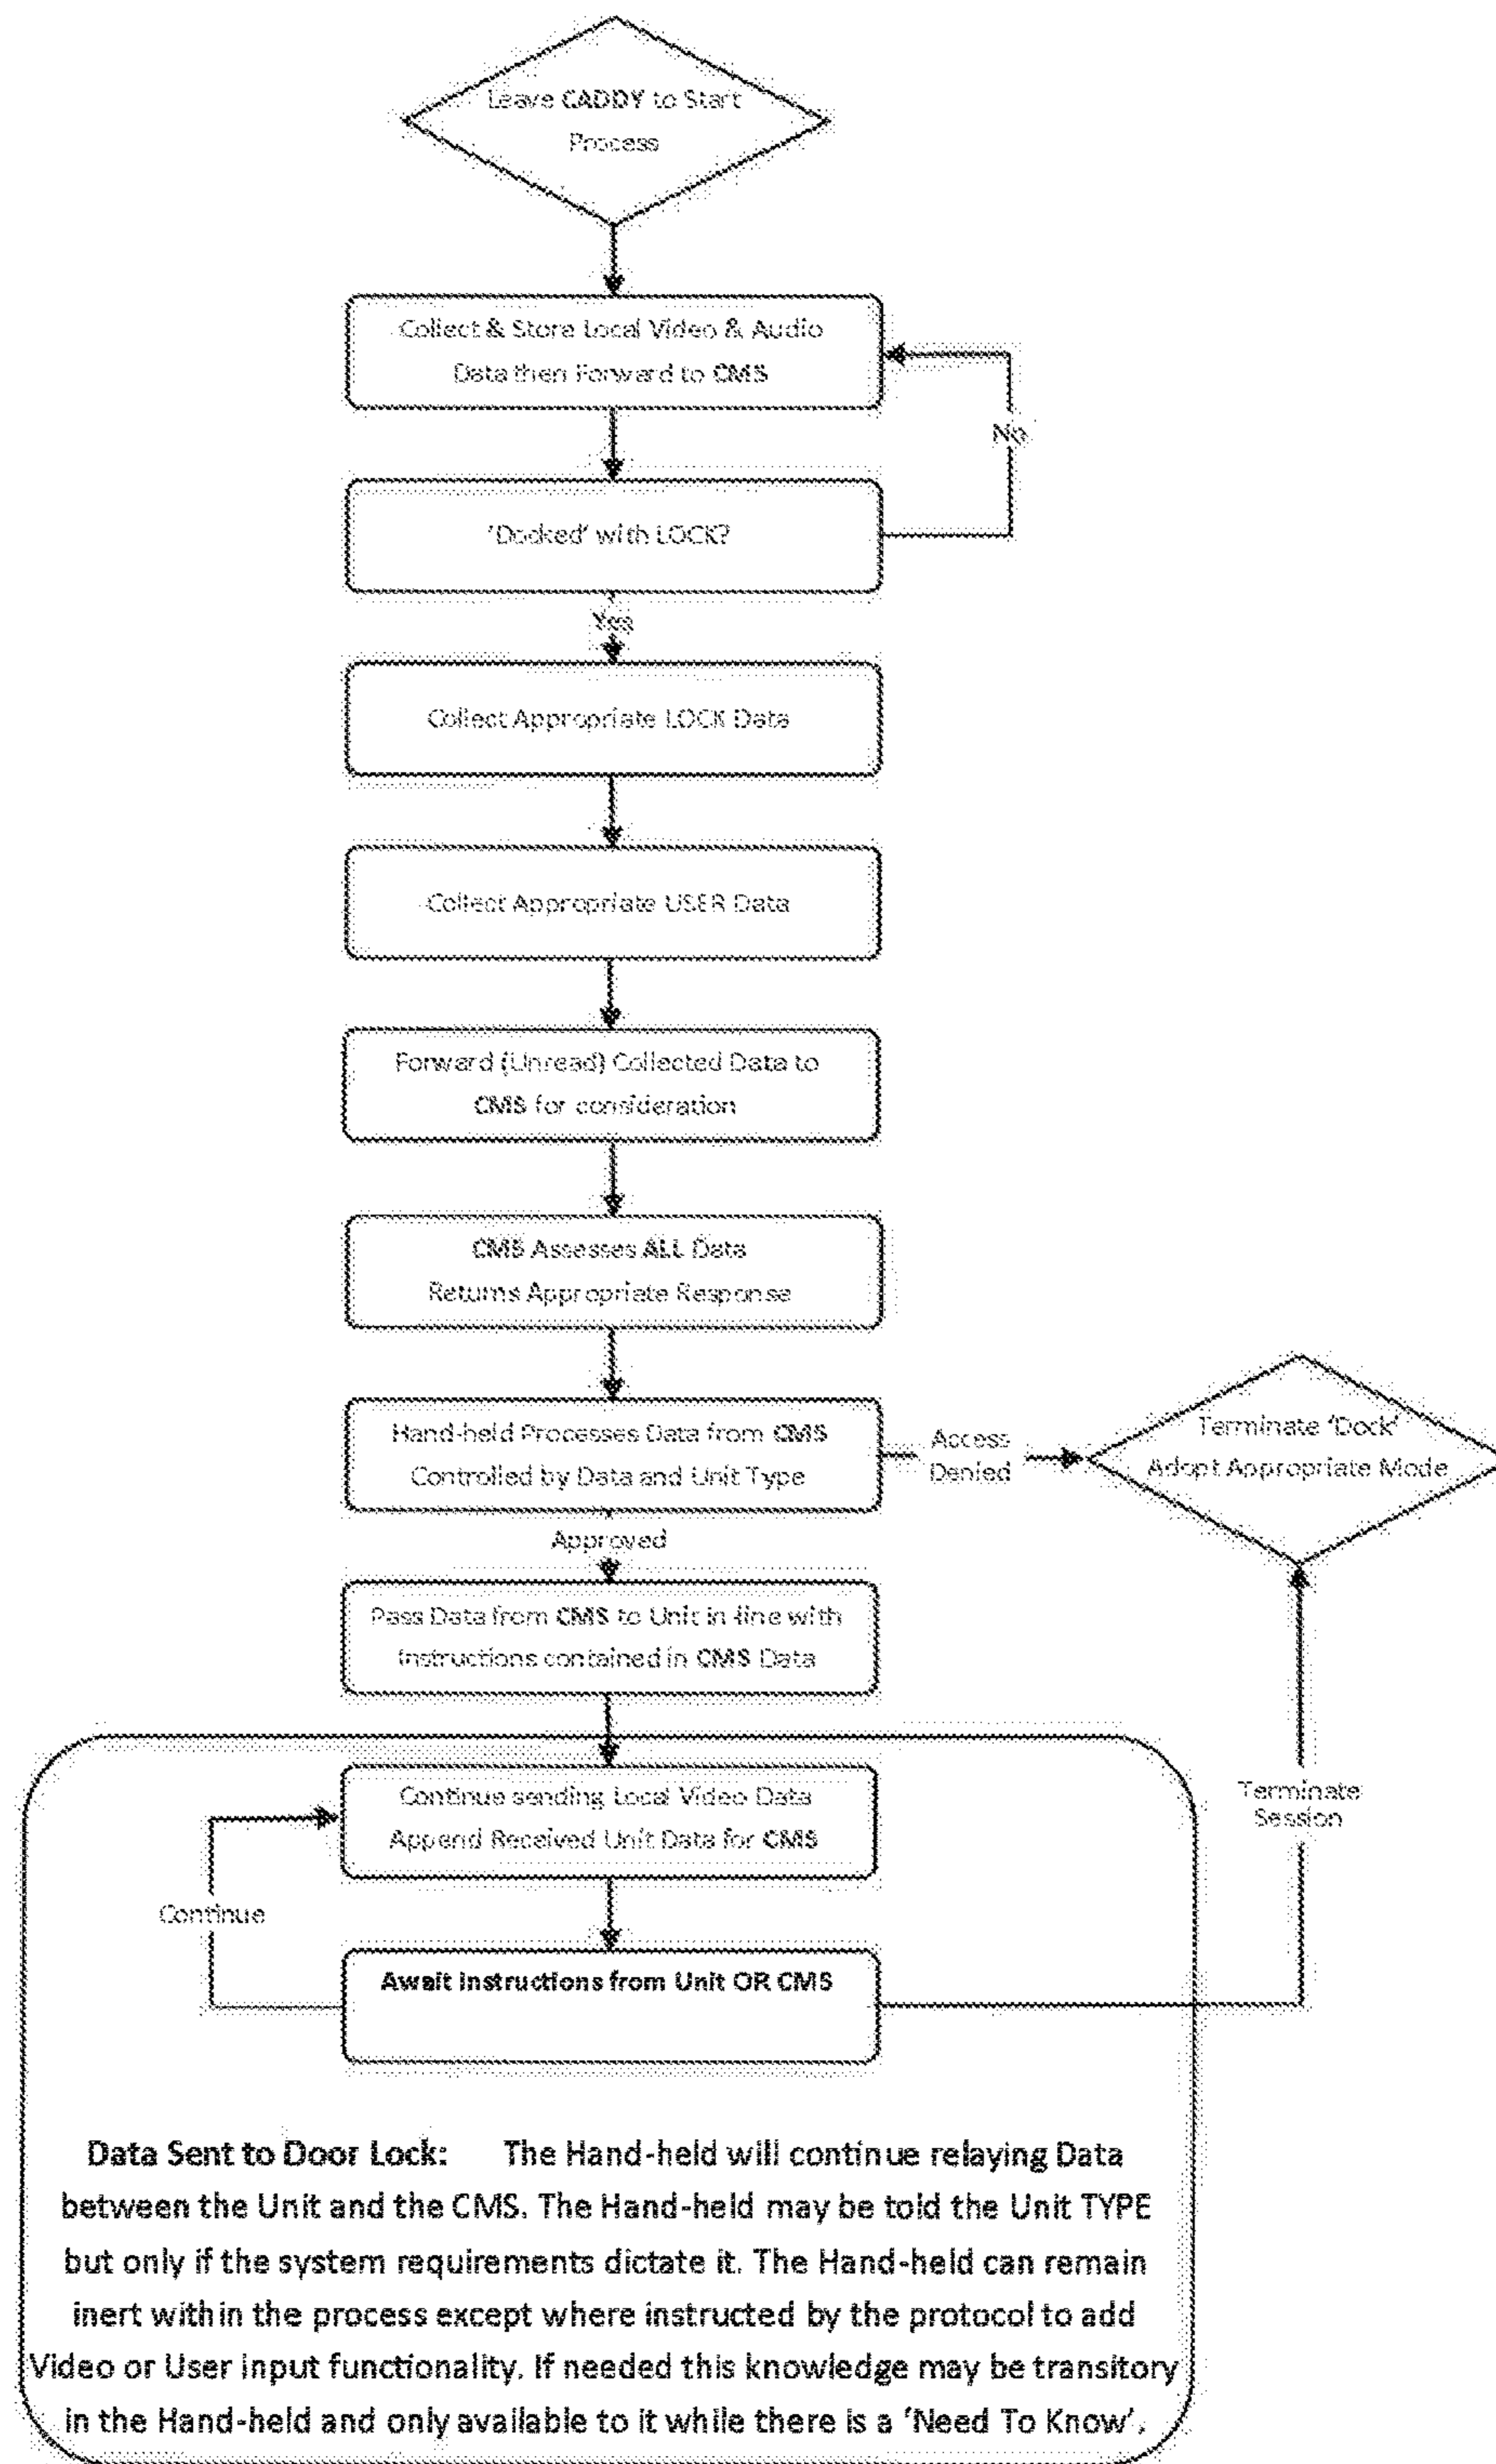 Leave CADDY to Start
Process
Collect & Store Local Video & Audio
Data then Forward to CMS
No
'Docked' with LOCK?
Yes
Collect Appropriate LOCK Data
Collect Appropriate USER Data
Forward (Unread) Collected Data to
CMS for consideration
CMS Assesses ALL Data
Returns Appropriate Response
Hand-held Processes Data from CMS
Controlled by Data and Unit Type
Access
Denied
Terminate 'Dock'
Adopt Appropriate Mode
Approved
Pass Data from CMS to Unit in-line with
Instructions contained in CMS Data
Continue sending Local Video Data
Append Received Unit Data for CMS
Terminate
Session
Continue
Await instructions from Unit OR CMS
Data Sent to Door Lock: The Hand-held will continue relaying Data
between the Unit and the CMS. The Hand-held may be told the Unit TYPE
but only if the system requirements dictate it. The Hand-held can remain
inert within the process except where instructed by the protocol to add
Video or User input functionality. If needed this knowledge may be transitory
in the Hand-held and only available to it while there is a 'Need To Know'.